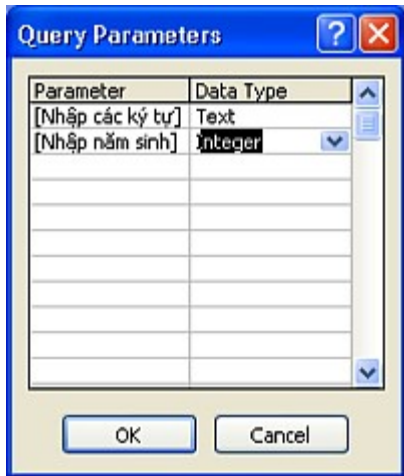 Query Parameters
Parameter Data Type
[Nhập các ký tự] Text
[Nhập năm sinh] Integer
OK Cancel